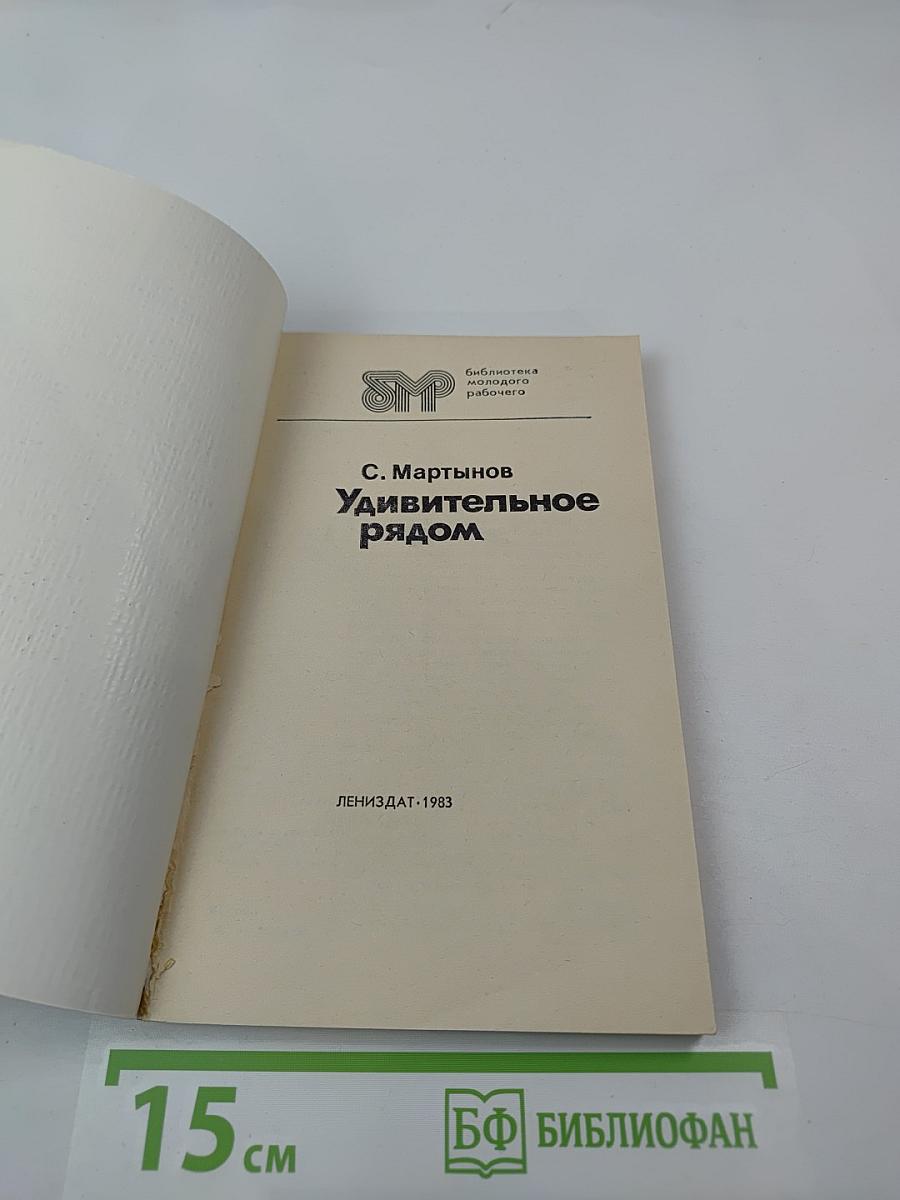 бмр
библиотека
молодого
рабочего
С. Мартынов
Удивительное
рядом
ЛЕНИЗДАТ·1983
15 см
БФ БИБЛИОФАН